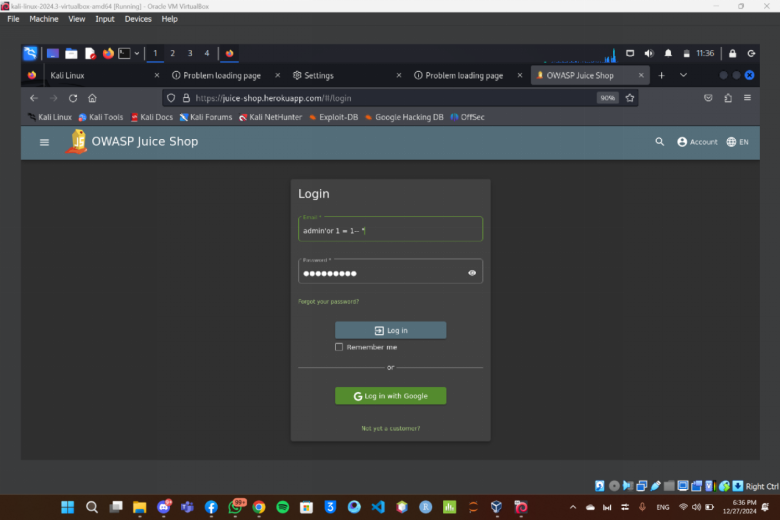 kali-linux-2024.3-virtualbox-amd64 [Running] - Oracle VM VirtualBox
File Machine View Input Devices Help
1 2 3 4 11:36
Kali Linux Problem loading page Settings Problem loading page OWASP Juice Shop
https://juice-shop.herokuapp.com/#/login 90%
Kali Linux Kali Tools Kali Docs Kali Forums Kali NetHunter Exploit-DB Google Hacking DB OffSec
OWASP Juice Shop Account EN
Login
Email *
admin'or 1 = 1-- "
Password *
Forgot your password?
Log in
Remember me
or
G Log in with Google
Not yet a customer?
Right Ctrl
99+
ENG
6:36 PM
12/27/2024